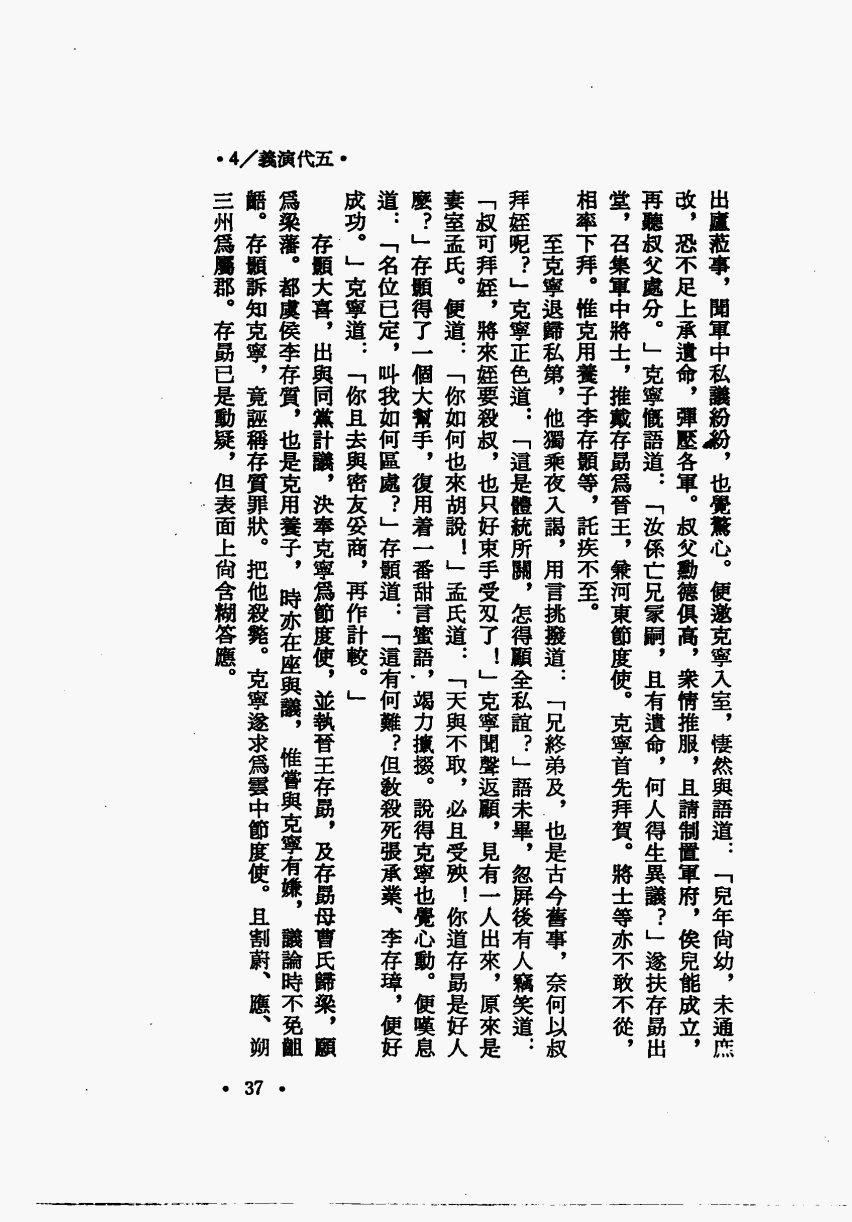 •4／義演代五•
出廬蒞事，聞軍中私議紛紛，也覺驚心。便邀克寧入室，悽然與語道：「兒年尙幼，未通庶
政，恐不足上承遺命，彈壓各軍。叔父勳德俱高，衆情推服，且請制置軍府，俟兒能成立，
再聽叔父處分。」克寧慨語道：「汝係亡兄冢嗣，且有遺命，何人得生異議？」遂扶存勗出
堂，召集軍中將士，推戴存勗爲晉王，兼河東節度使。克寧首先拜賀。將士等亦不敢不從，
相率下拜。惟克用養子李存顥等，託疾不至。
至克寧退歸私第，他獨乘夜入謁，用言挑撥道：「兄終弟及，也是古今舊事，奈何以叔
拜姪呢？」克寧正色道：「這是體統所關，怎得顧全私誼？」語未畢，忽屏後有人竊笑道：
「叔可拜姪，將來姪要殺叔，也只好束手受刄了！」克寧聞聲返顧，見有一人出來，原來是
妻室孟氏。便道：「你如何也來胡說！」孟氏道：「天與不取，必且受殃！你道存勗是好人
麼？」存顥得了一個大幫手，復用着一番甜言蜜語，竭力攛掇。說得克寧也覺心動。便嘆息
道：「名位已定，叫我如何區處？」存顥道：「這有何難？但敎殺死張承業、李存璋，便好
成功。」克寧道：「你且去與密友妥商，再作計較。」
存顥大喜，出與同黨計議，決奉克寧爲節度使，並執晉王存勗，及存勗母曹氏歸梁，願
爲梁藩。都虞侯李存質，也是克用養子，時亦在座與議，惟嘗與克寧有嫌，議論時不免齟
齬。存顥訴知克寧，竟誣稱存質罪狀。把他殺斃。克寧遂求爲雲中節度使。且割蔚、應、朔
三州爲屬郡。存勗已是動疑，但表面上尙含糊答應。
• 37 •